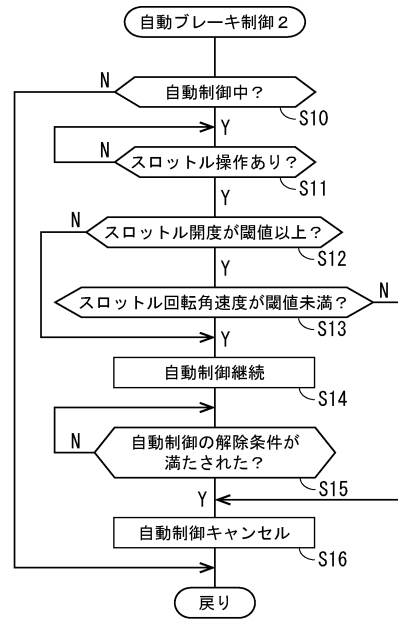 自動ブレーキ制御2
N
自動制御中？
S10
Y
N
スロットル操作あり？
S11
Y
N
スロットル開度が閾値以上？
S12
Y
スロットル回転角速度が閾値未満？
N
S13
Y
自動制御継続
S14
N
自動制御の解除条件が
満たされた？
S15
Y
自動制御キャンセル
S16
戻り